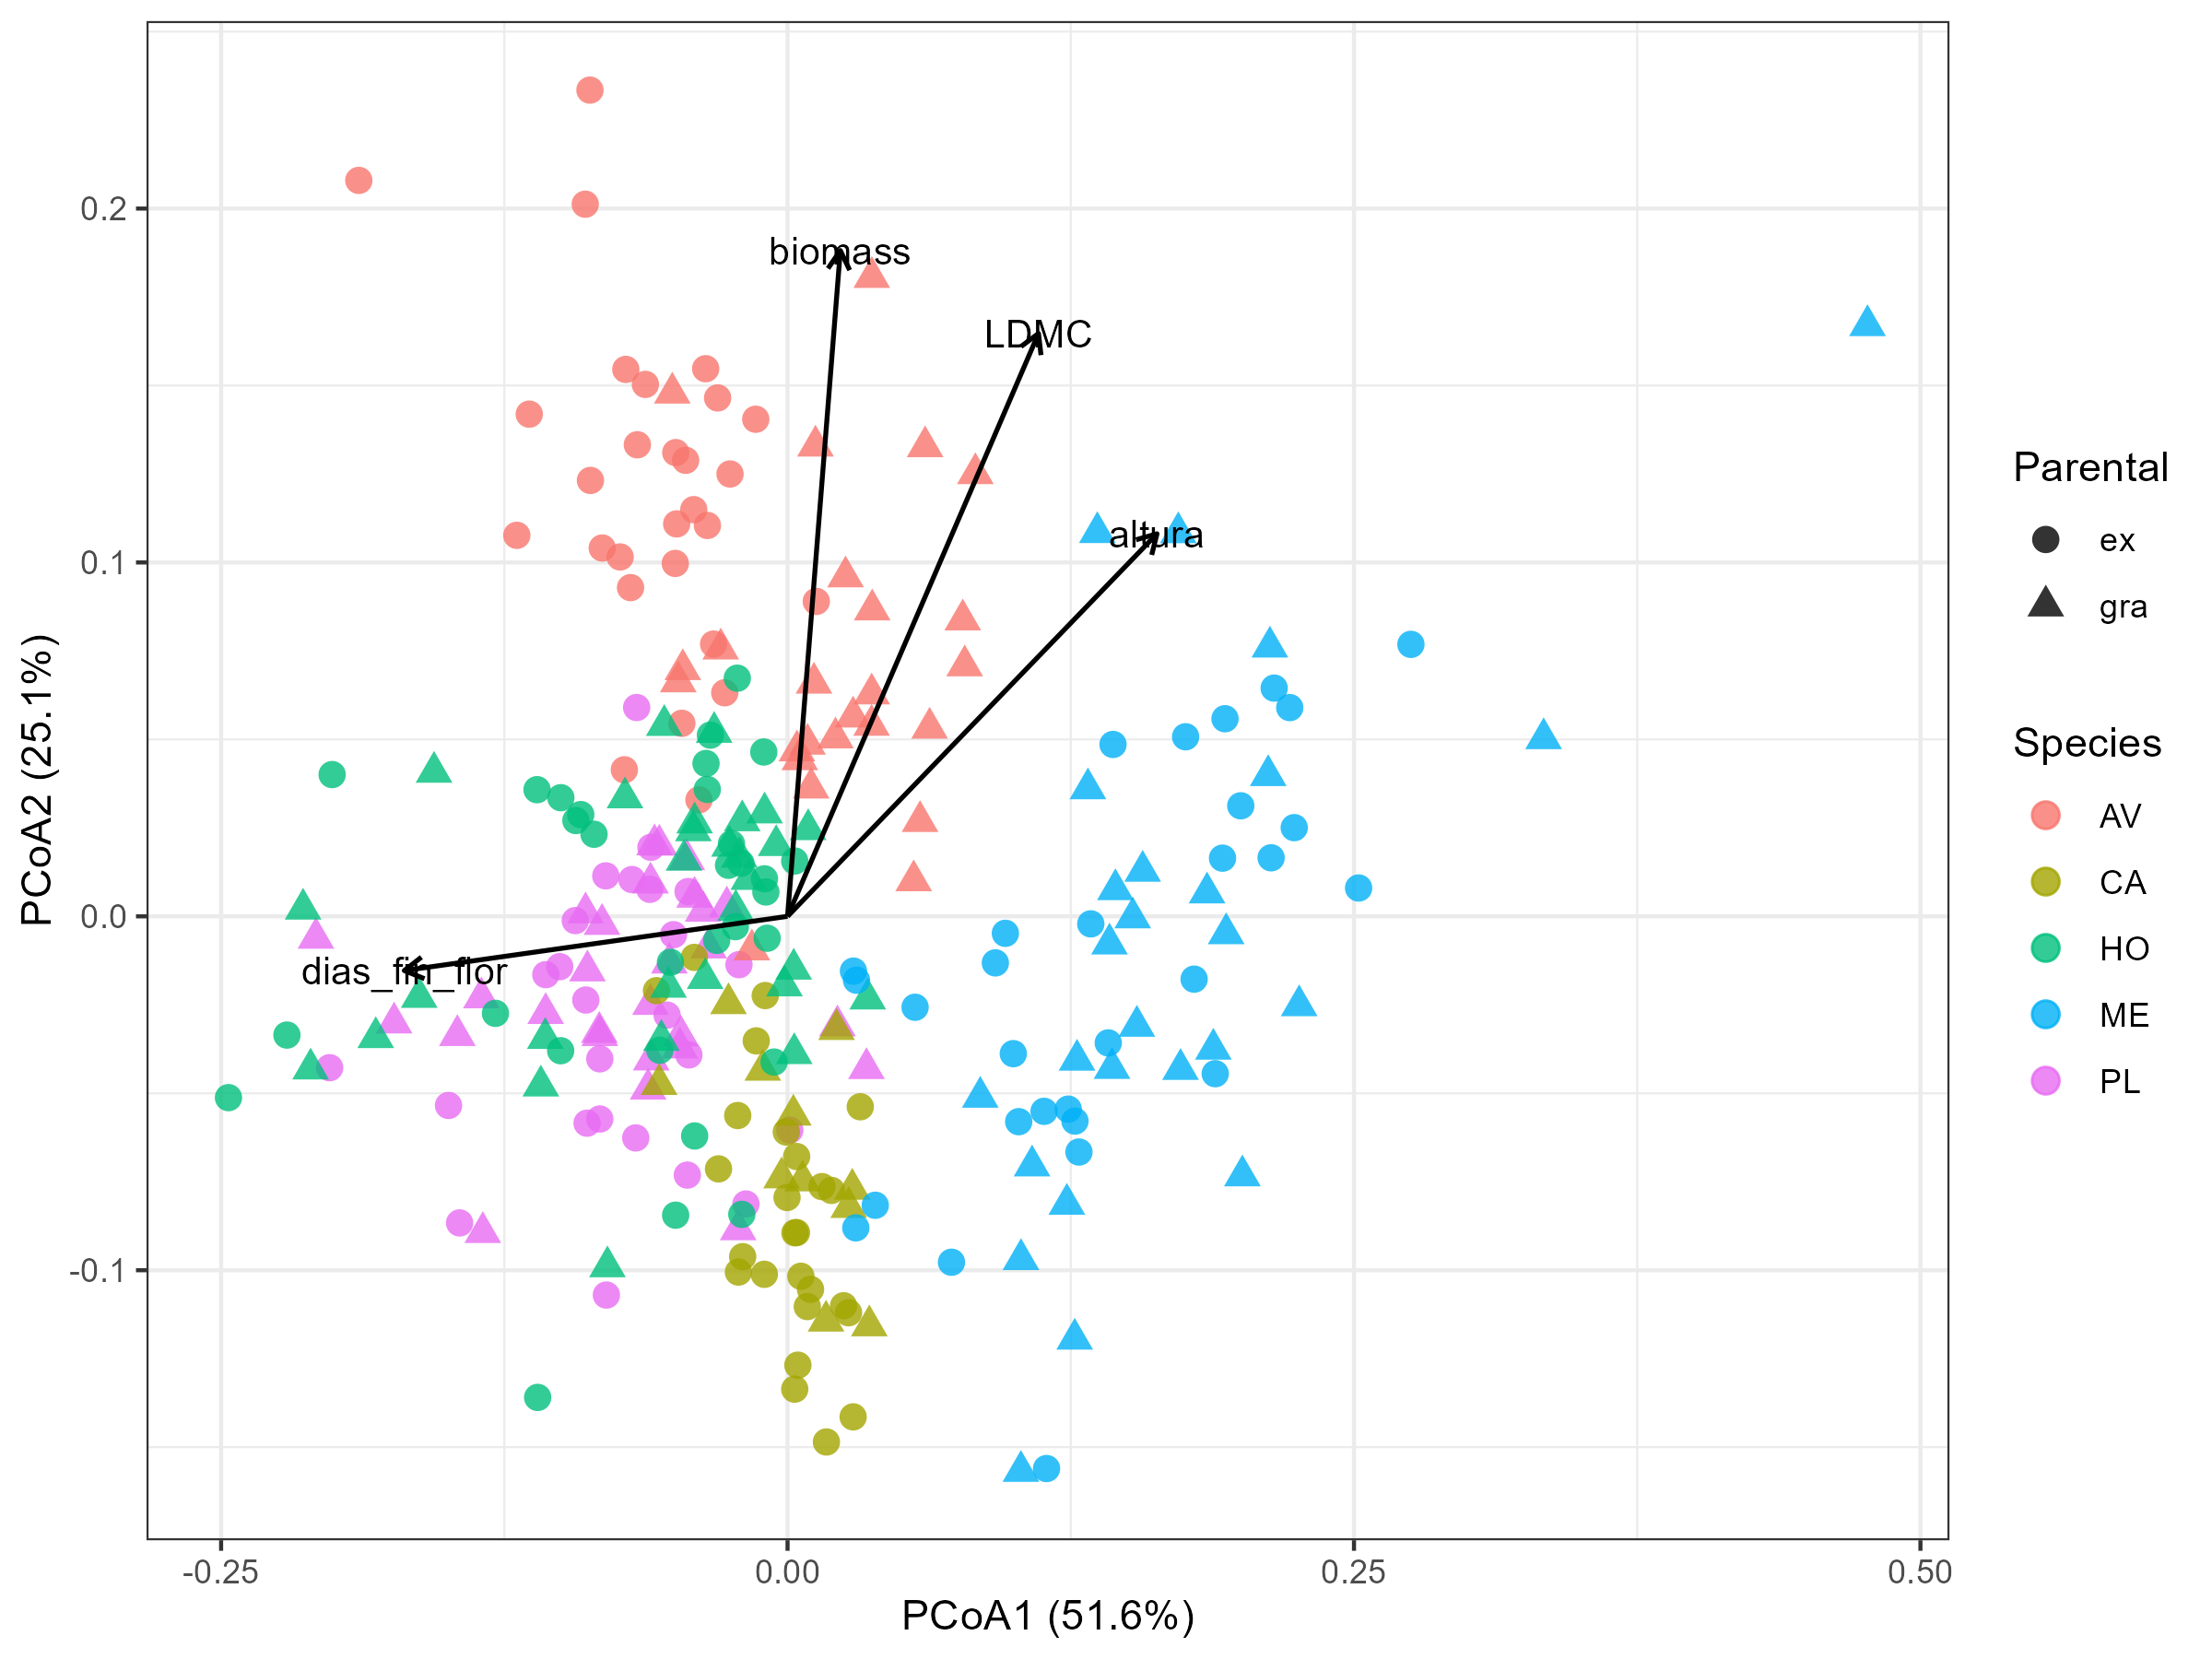 biomass
LDMC
altura
dias_fin_flor
0.2
0.1
0.0
-0.1
-0.25
0.00
0.25
0.50
PCoA1 (51.6%)
PCoA2 (25.1%)
Parental
ex
gra
Species
AV
CA
HO
ME
PL